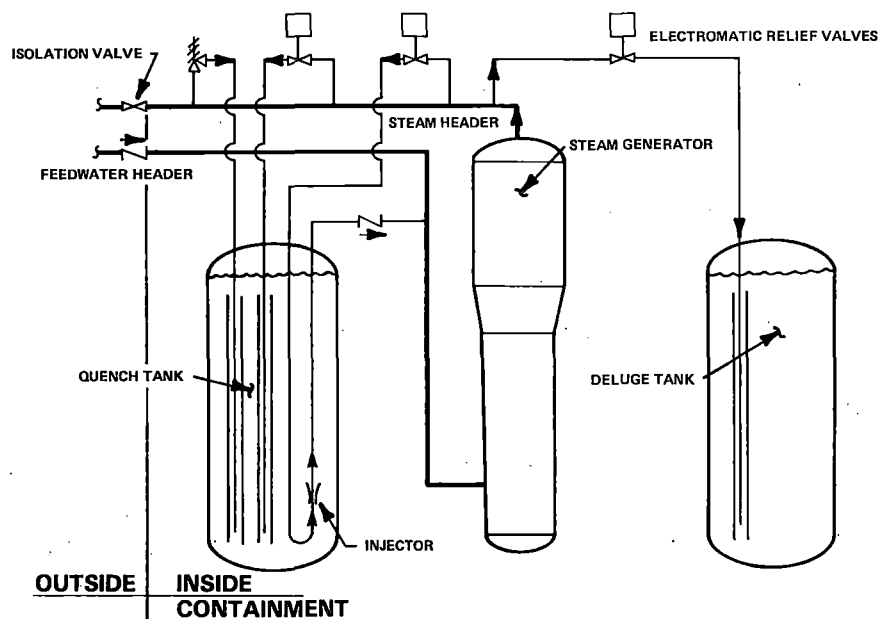 ELECTROMATIC RELIEF VALVES
ISOLATION VALVE
STEAM HEADER
STEAM GENERATOR
FEEDWATER HEADER
QUENCH TANK
DELUGE TANK
INJECTOR
OUTSIDE
INSIDE
CONTAINMENT